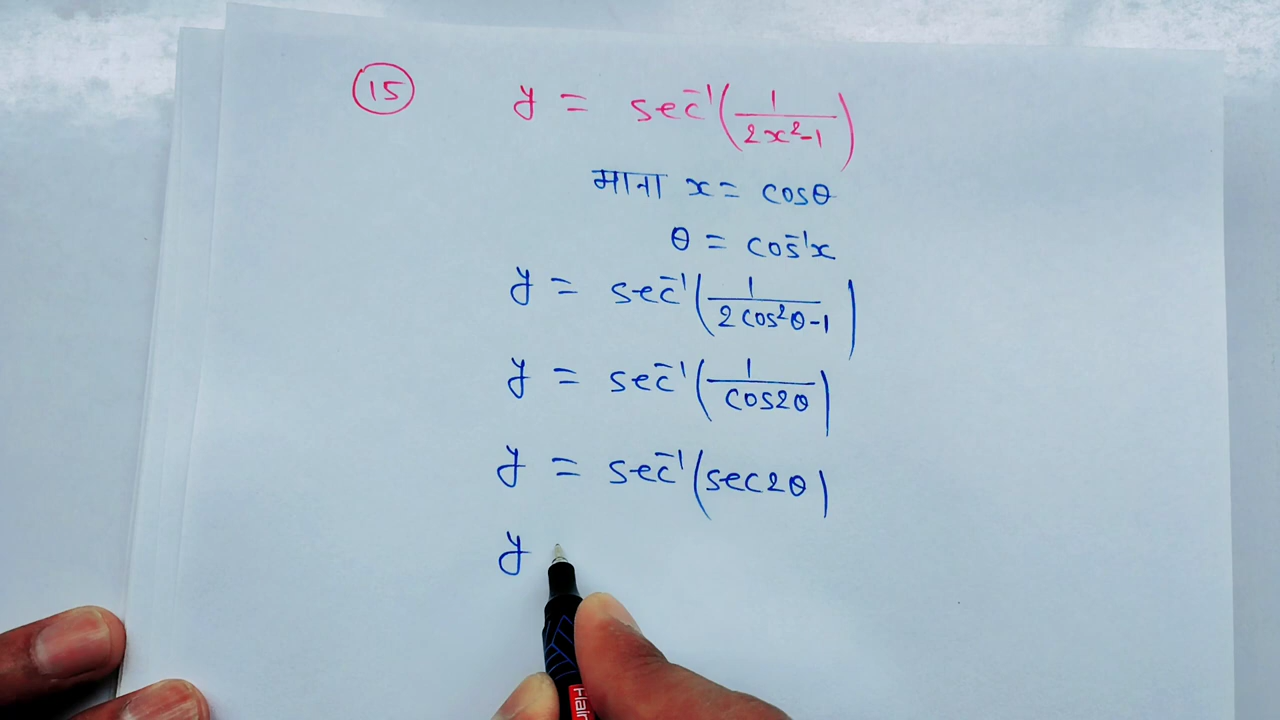 15 y = sec⁻¹(1/(2x²-1))
माना x = cosθ
θ = cos⁻¹x
y = sec⁻¹(1/(2cos²θ-1))
y = sec⁻¹(1/cos2θ)
y = sec⁻¹(sec2θ)
y